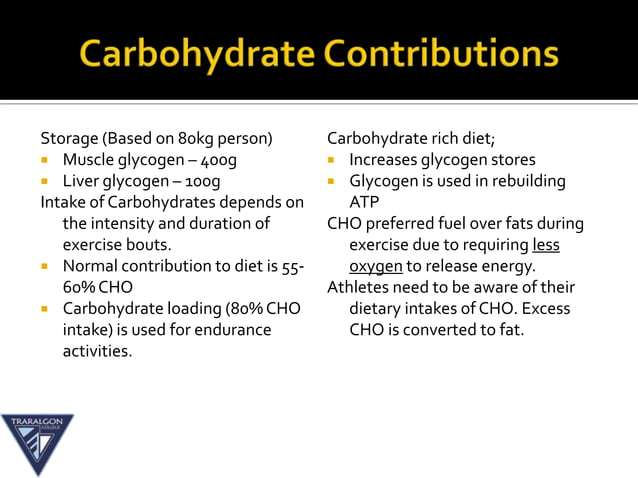 Carbohydrate Contributions
Storage (Based on 80kg person)
Muscle glycogen – 400g
Liver glycogen – 100g
Intake of Carbohydrates depends on
the intensity and duration of
exercise bouts.
Normal contribution to diet is 55-
60% CHO
Carbohydrate loading (80% CHO
intake) is used for endurance
activities.
Carbohydrate rich diet;
Increases glycogen stores
Glycogen is used in rebuilding
ATP
CHO preferred fuel over fats during
exercise due to requiring less
oxygen to release energy.
Athletes need to be aware of their
dietary intakes of CHO. Excess
CHO is converted to fat.
TRARALGON